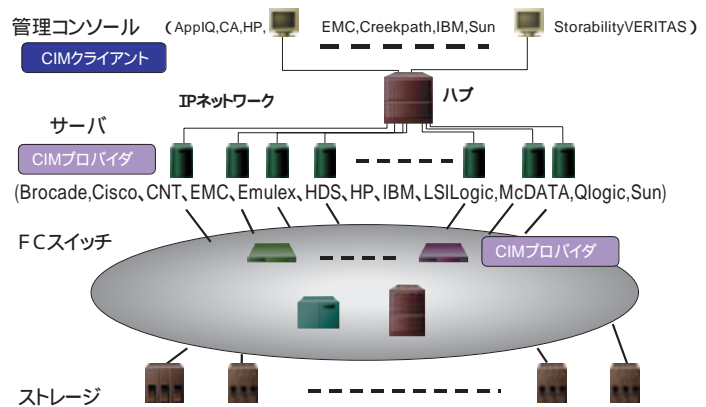 管理コンソール (AppIQ,CA,HP, EMC,Creekpath,IBM,Sun StorabilityVERITAS)
CIMクライアント
IPネットワーク ハブ
サーバ
CIMプロバイダ
(Brocade,Cisco、CNT、EMC、Emulex、HDS、HP、IBM、LSILogic,McDATA,Qlogic,Sun)
FCスイッチ CIMプロバイダ
ストレージ